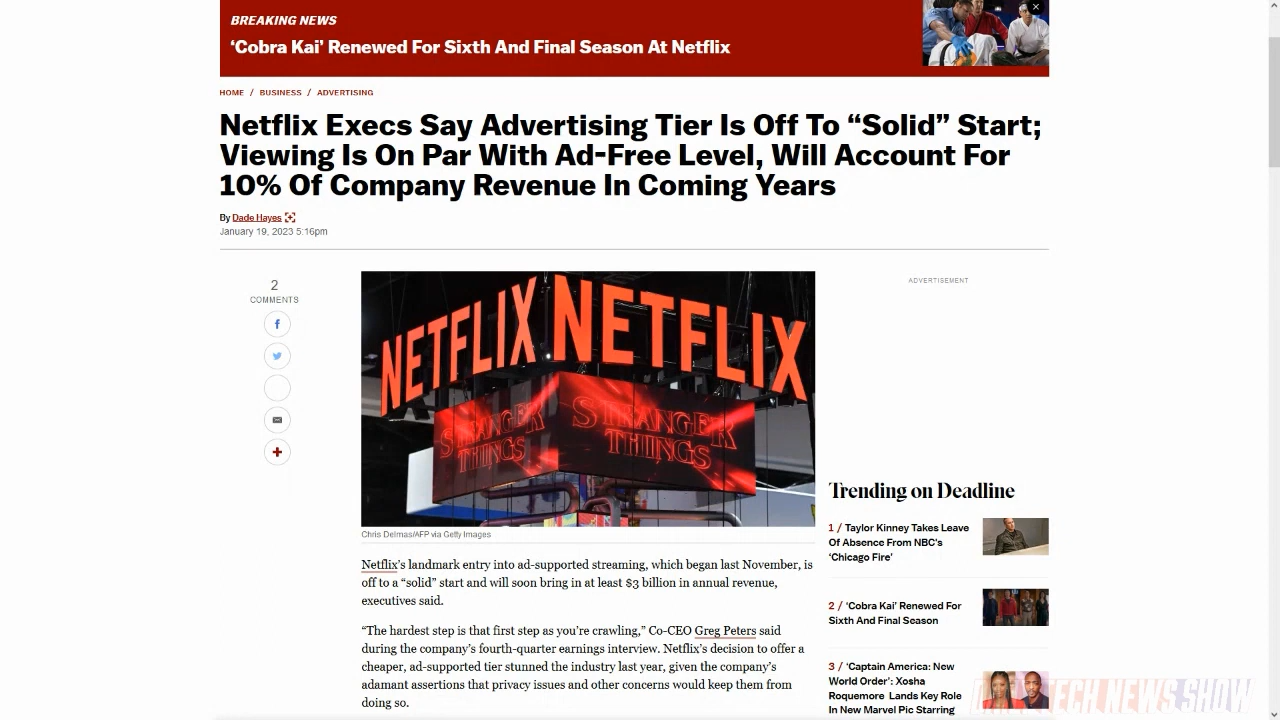 BREAKING NEWS
‘Cobra Kai’ Renewed For Sixth And Final Season At Netflix
HOME / BUSINESS / ADVERTISING
Netflix Execs Say Advertising Tier Is Off To “Solid” Start;
Viewing Is On Par With Ad-Free Level, Will Account For
10% Of Company Revenue In Coming Years
By Dade Hayes
January 19, 2023 5:16pm
2
COMMENTS
NETFLIX NETFLIX
STRANGER THINGS
STRANGER THINGS
Chris Delmas/AFP via Getty Images
Netflix’s landmark entry into ad-supported streaming, which began last November, is
off to a “solid” start and will soon bring in at least $3 billion in annual revenue,
executives said.
“The hardest step is that first step as you’re crawling,” Co-CEO Greg Peters said
during the company’s fourth-quarter earnings interview. Netflix’s decision to offer a
cheaper, ad-supported tier stunned the industry last year, given the company’s
adamant assertions that privacy issues and other concerns would keep them from
doing so.
ADVERTISEMENT
Trending on Deadline
1 / Taylor Kinney Takes Leave
Of Absence From NBC’s
‘Chicago Fire’
2 / ‘Cobra Kai’ Renewed For
Sixth And Final Season
3 / ‘Captain America: New
World Order’: Xosha
Roquemore Lands Key Role
In New Marvel Pic Starring
TECH NEWS SHOW